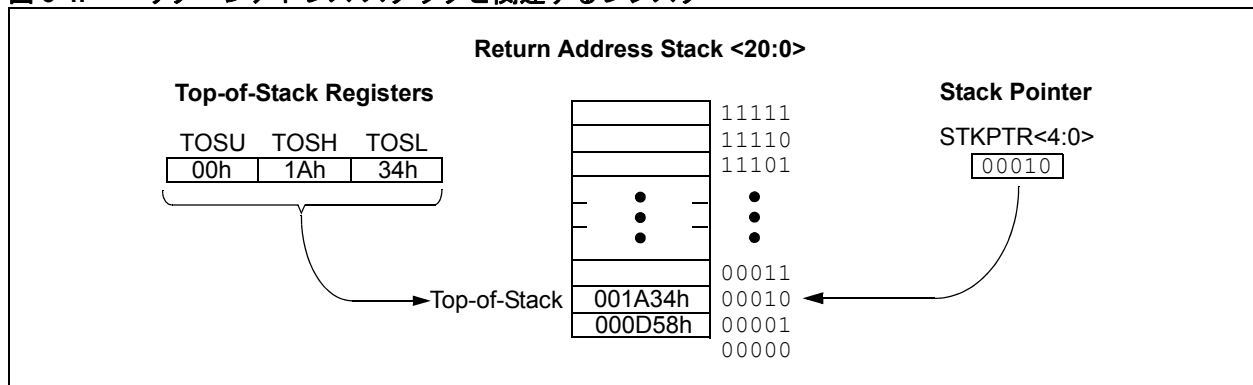 Return Address Stack <20:0>
Top-of-Stack Registers
Stack Pointer
TOSU TOSH TOSL
STKPTR<4:0>
00h 1Ah 34h
00010
11111
11110
11101
00011
Top-of-Stack 001A34h 00010
000D58h 00001
00000